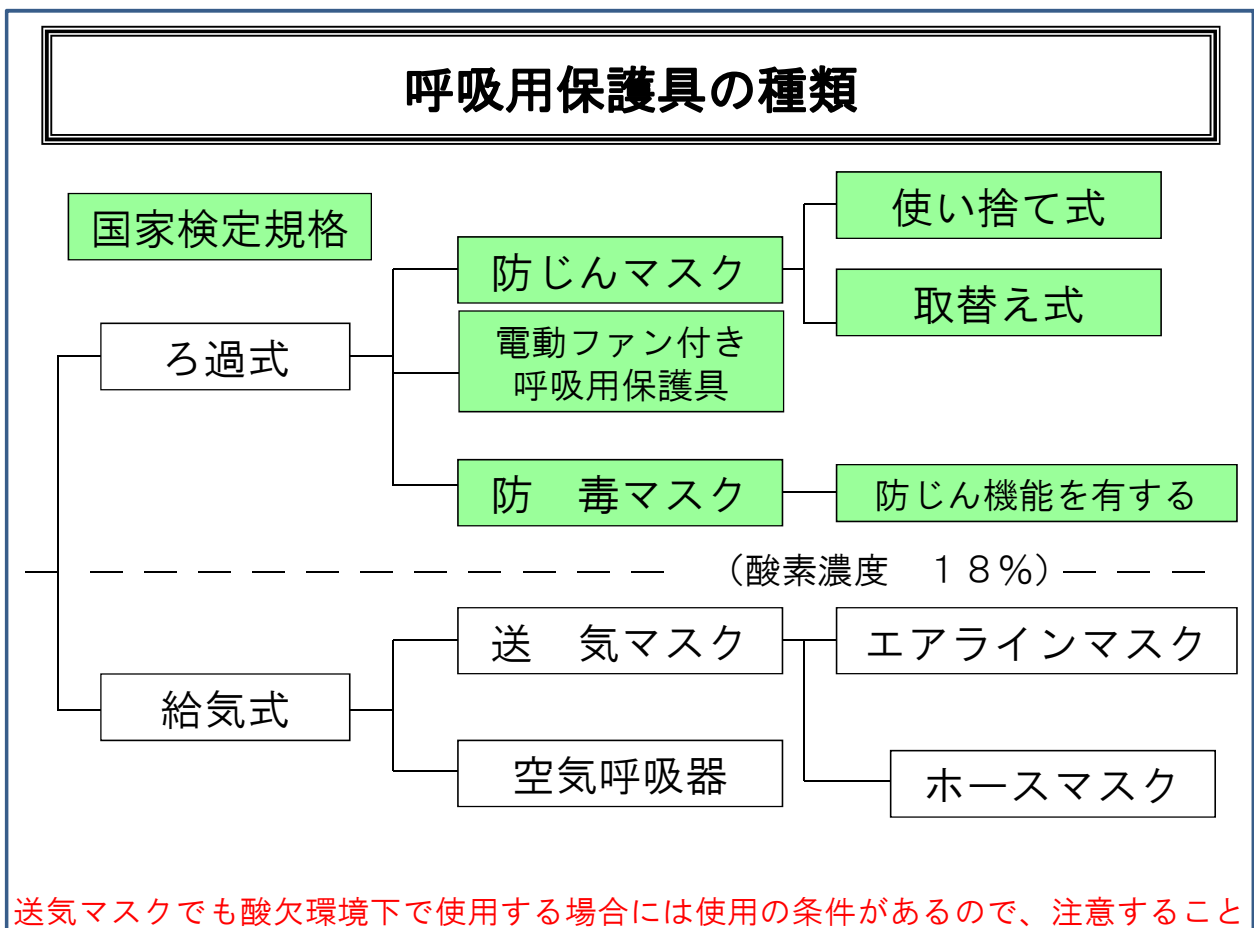 呼吸用保護具の種類
国家検定規格
使い捨て式
防じんマスク
取替え式
ろ過式
電動ファン付き
呼吸用保護具
防　毒マスク
防じん機能を有する
（酸素濃度　１８％）
送　気マスク
エアラインマスク
給気式
空気呼吸器
ホースマスク
送気マスクでも酸欠環境下で使用する場合には使用の条件があるので、注意すること